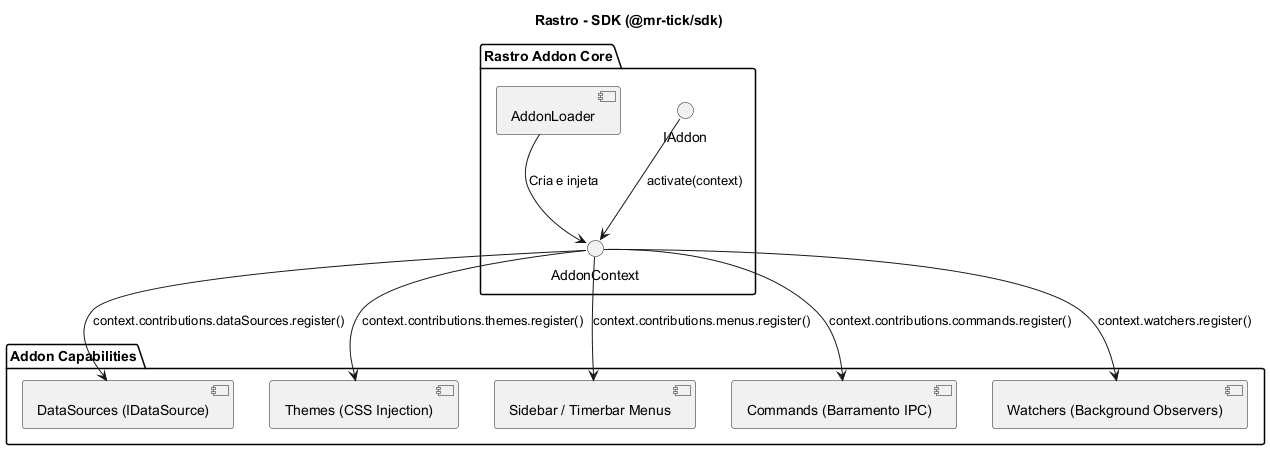 Rastro - SDK (@mr-tick/sdk)
Rastro Addon Core
AddonLoader
IAddon
Cria e injeta
activate(context)
AddonContext
context.contributions.dataSources.register()
context.contributions.themes.register()
context.contributions.menus.register()
context.contributions.commands.register()
context.watchers.register()
Addon Capabilities
DataSources (IDataSource)
Themes (CSS Injection)
Sidebar / Timerbar Menus
Commands (Barramento IPC)
Watchers (Background Observers)